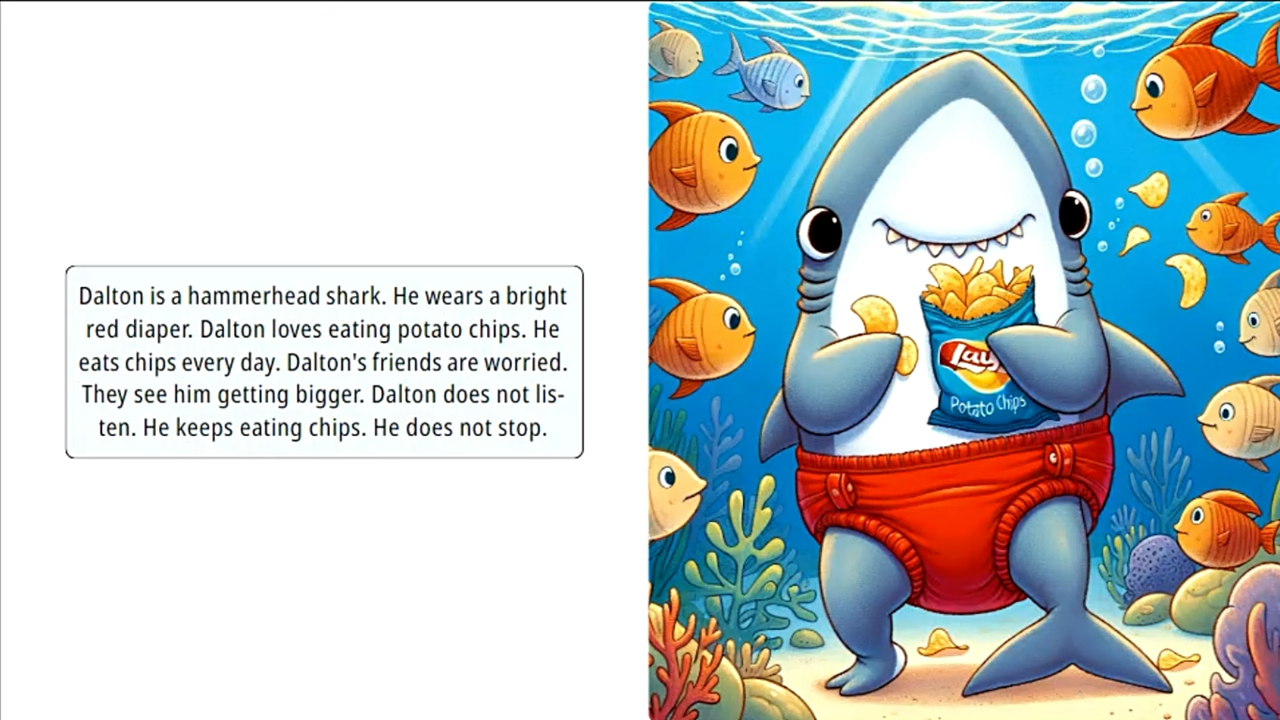 Dalton is a hammerhead shark. He wears a bright
red diaper. Dalton loves eating potato chips. He
eats chips every day. Dalton's friends are worried.
They see him getting bigger. Dalton does not lis-
ten. He keeps eating chips. He does not stop.
Lay
Potato Chips